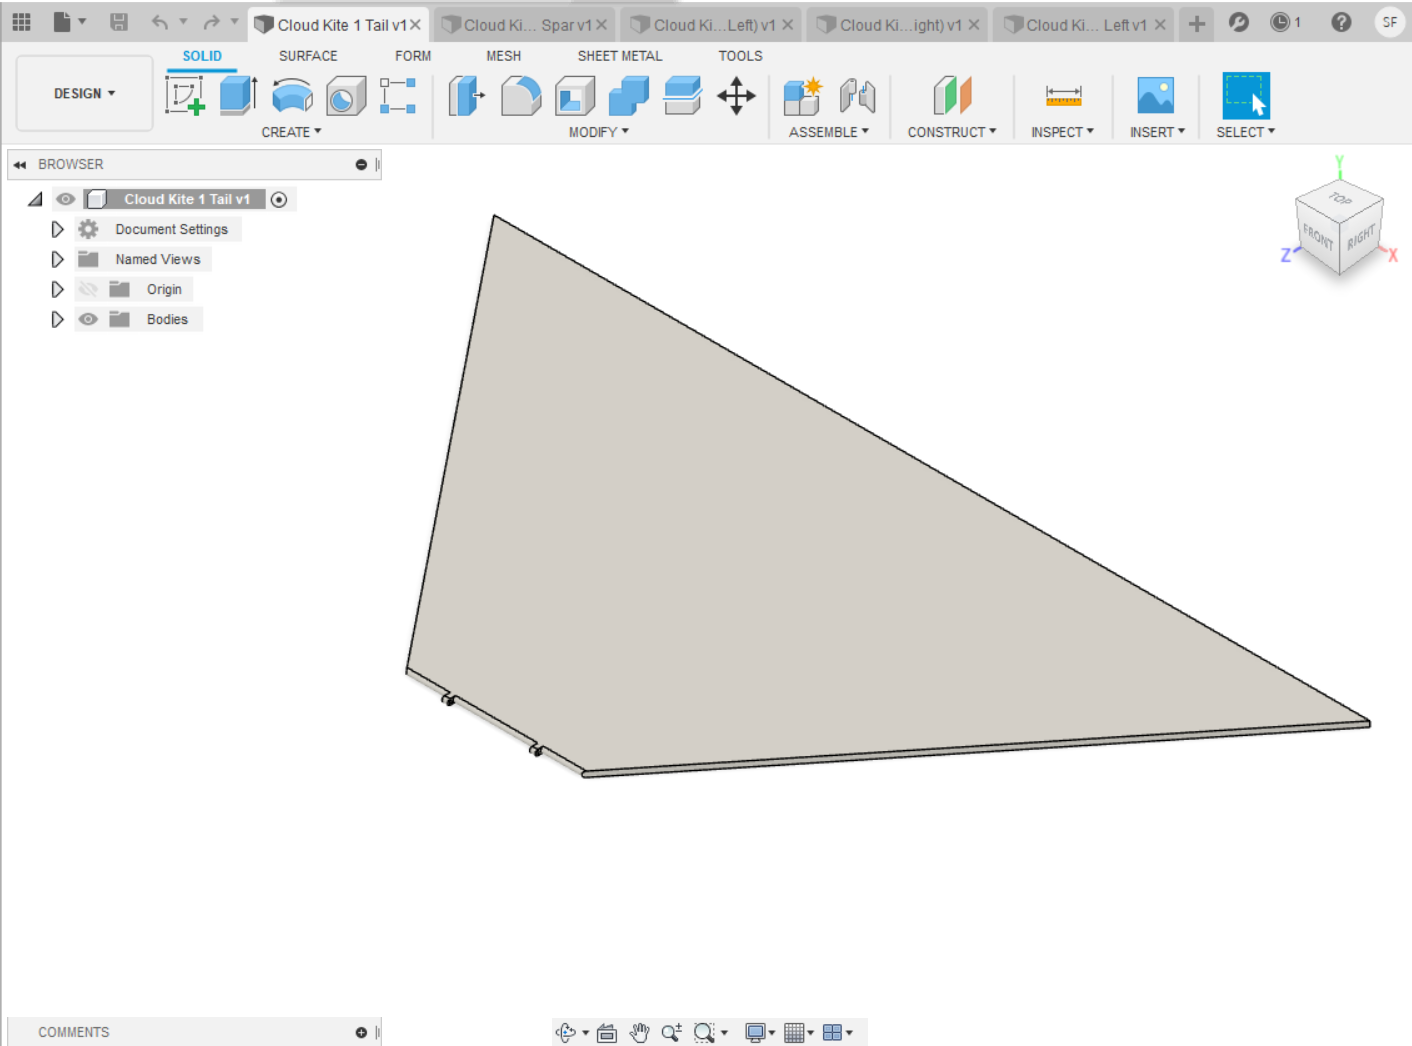 Cloud Kite 1 Tail v1
Cloud Ki... Spar v1
Cloud Ki...Left) v1
Cloud Ki...ight) v1
Cloud Ki... Left v1
1
SF
SOLID
SURFACE
FORM
MESH
SHEET METAL
TOOLS
DESIGN
CREATE
MODIFY
ASSEMBLE
CONSTRUCT
INSPECT
INSERT
SELECT
BROWSER
Cloud Kite 1 Tail v1
Document Settings
Named Views
Origin
Bodies
Y
TOP
FRONT
RIGHT
Z
X
COMMENTS